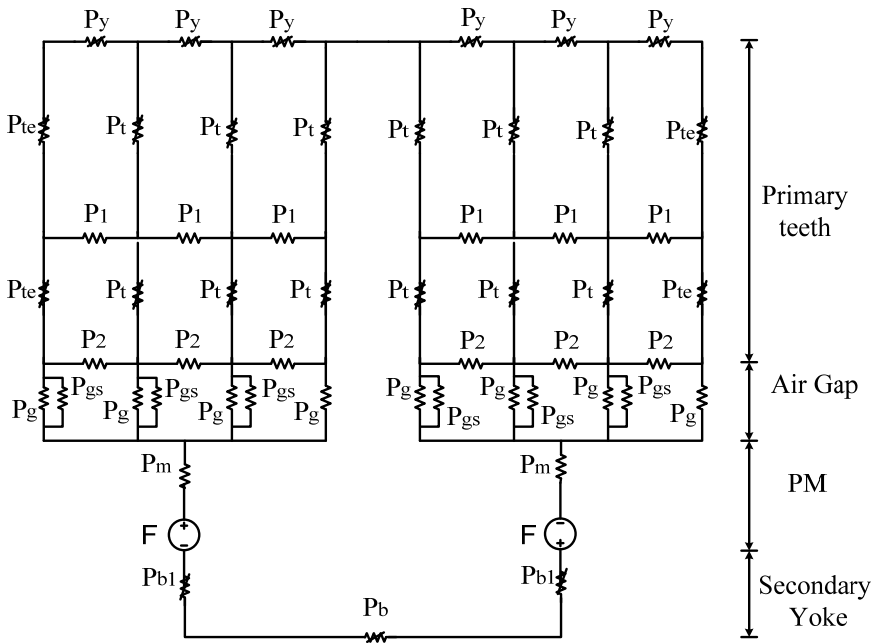 Py Py Py Py Py Py
Pte Pt Pt Pt Pt Pt Pt Pte
P1 P1 P1 P1 P1 P1
Primary
teeth
Pte Pt Pt Pt Pt Pt Pt Pte
P2 P2 P2 P2 P2 P2
Pg Pgs Pg Pgs Pg Pgs Pg Pg Pgs Pg Pgs Pg Pgs Pg
Air Gap
Pm Pm
PM
F + − F − +
Pb1 Pb1
Secondary
Yoke
Pb